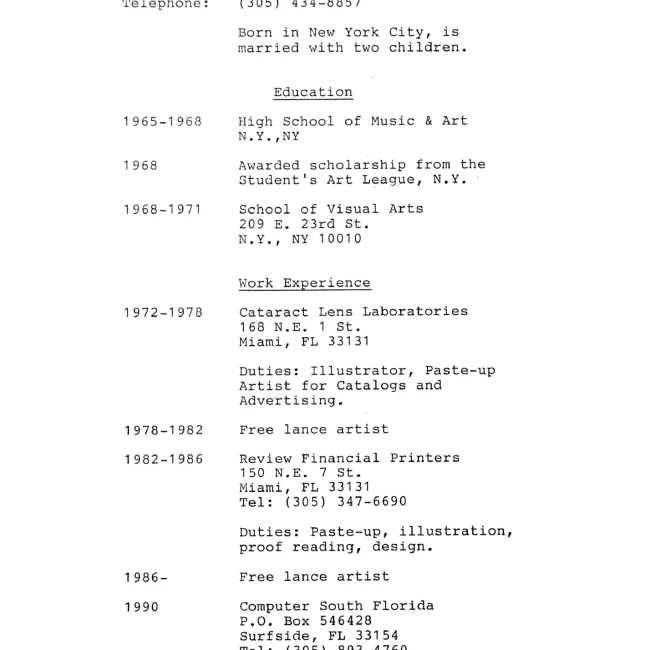 Telephone: (305) 434-8857
Born in New York City, is
married with two children.
Education
1965-1968 High School of Music & Art
N.Y.,NY
1968 Awarded scholarship from the
Student's Art League, N.Y.
1968-1971 School of Visual Arts
209 E. 23rd St.
N.Y., NY 10010
Work Experience
1972-1978 Cataract Lens Laboratories
168 N.E. 1 St.
Miami, FL 33131
Duties: Illustrator, Paste-up
Artist for Catalogs and
Advertising.
1978-1982 Free lance artist
1982-1986 Review Financial Printers
150 N.E. 7 St.
Miami, FL 33131
Tel: (305) 347-6690
Duties: Paste-up, illustration,
proof reading, design.
1986- Free lance artist
1990 Computer South Florida
P.O. Box 546428
Surfside, FL 33154
Tel: (305) 893-4760